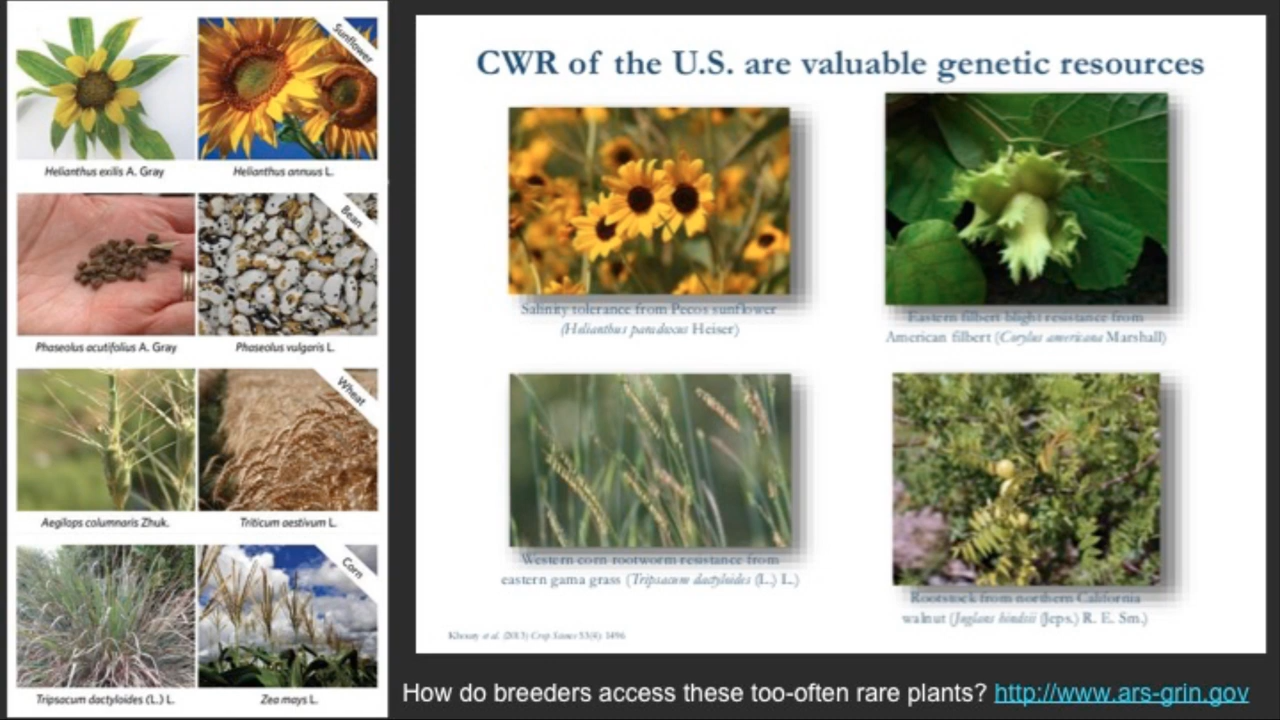 Sunflower
Helianthus exilis A. Gray
Helianthus annuus L.
Bean
Phaseolus acutifolius A. Gray
Phaseolus vulgaris L.
Wheat
Aegilops columnaris Zhuk.
Triticum aestivum L.
Corn
Tripsacum dactyloides (L.) L.
Zea mays L.
CWR of the U.S. are valuable genetic resources
Salinity tolerance from Pecos sunflower
(Helianthus paradoxus Heiser)
Eastern filbert blight resistance from
American filbert (Corylus americana Marshall)
Western corn rootworm resistance from
eastern gama grass (Tripsacum dactyloides (L.) L.)
Rootstock from northern California
walnut (Juglans hindsii (Jeps.) R. E. Sm.)
Khoury et al. (2013) Crop Science 53(4): 1496
How do breeders access these too-often rare plants? http://www.ars-grin.gov